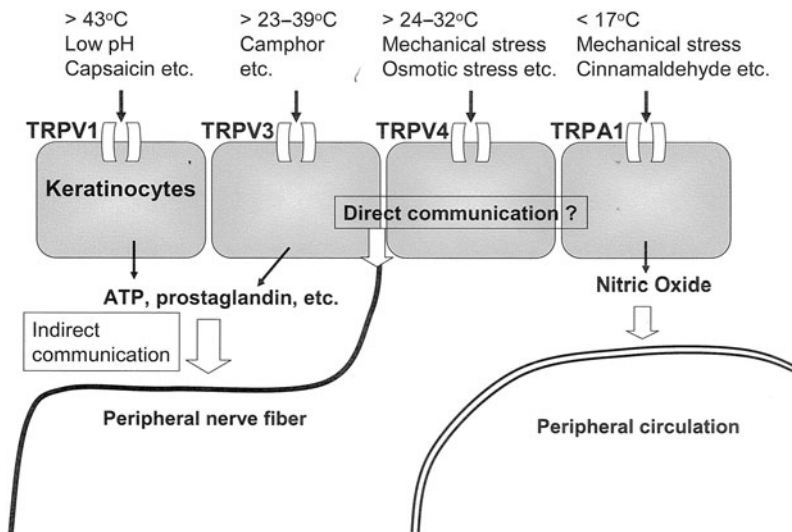 > 43°C
Low pH
Capsaicin etc.
> 23–39°C
Camphor
etc.
> 24–32°C
Mechanical stress
Osmotic stress etc.
< 17°C
Mechanical stress
Cinnamaldehyde etc.
TRPV1
TRPV3
TRPV4
TRPA1
Keratinocytes
Direct communication ?
ATP, prostaglandin, etc.
Nitric Oxide
Indirect
communication
Peripheral nerve fiber
Peripheral circulation